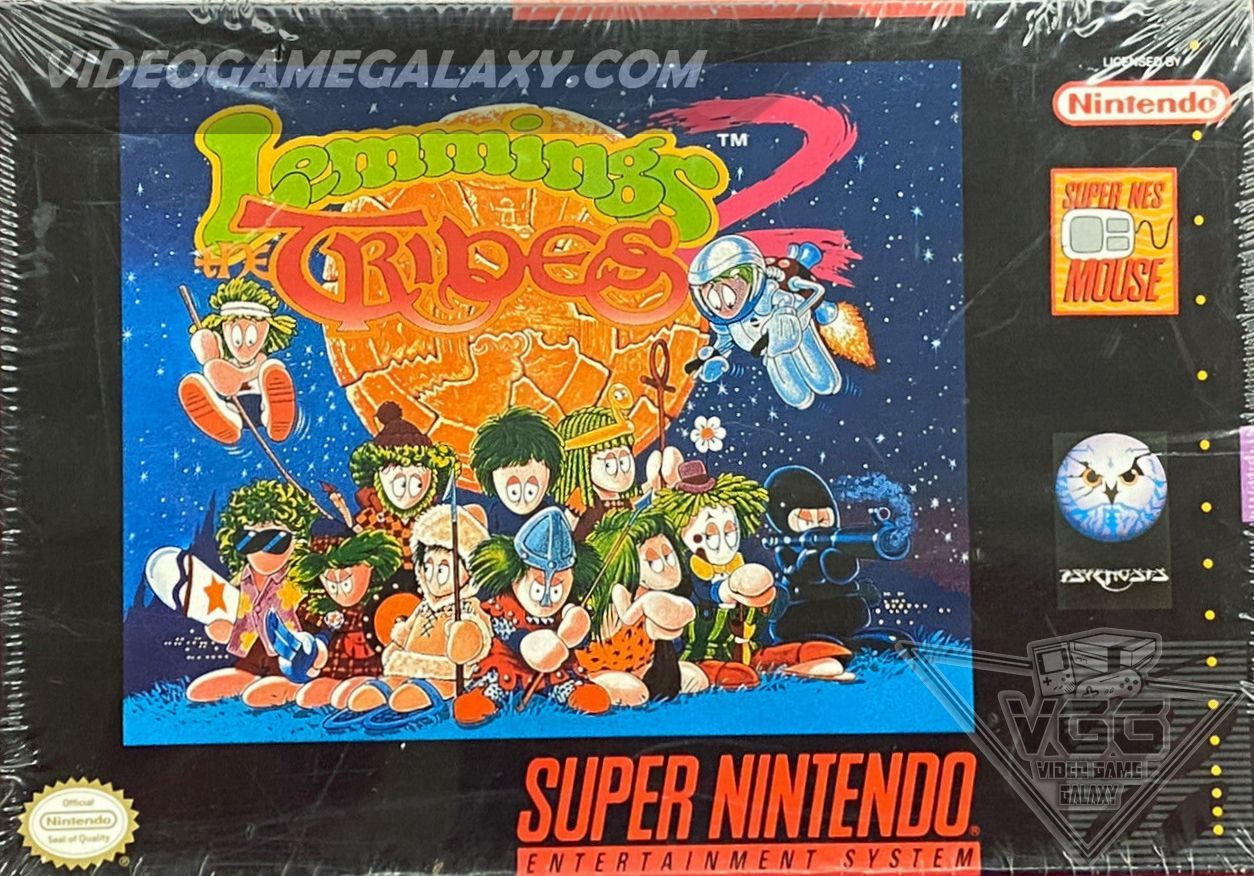 VIDEOGAMEGALAXY.COM
LICENSED BY
Nintendo®
Lemmings 2 ™
the TRIBES
SUPER NES
MOUSE
PSYGNOSIS
VGG
VIDEO GAME
GALAXY
Official
Nintendo
Seal of Quality
®
SUPER NINTENDO®
ENTERTAINMENT SYSTEM